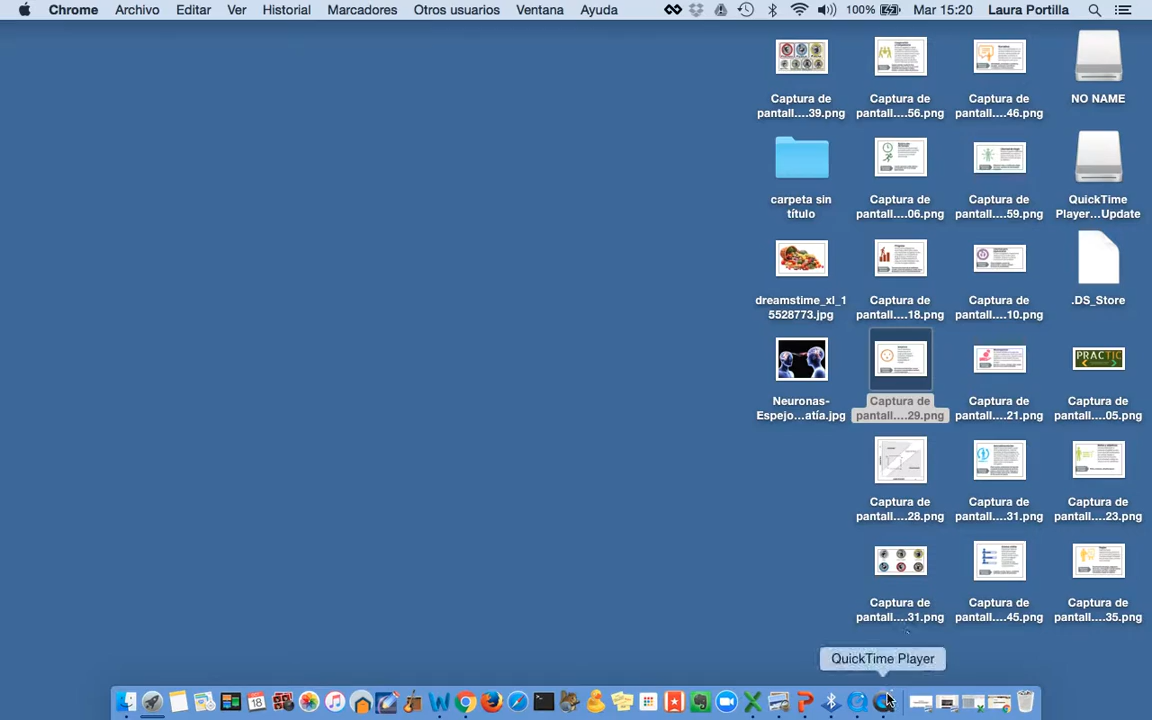 Chrome Archivo Editar Ver Historial Marcadores Otros usuarios Ventana Ayuda 100% Mar 15:20 Laura Portilla
Captura de
pantall....39.png
Captura de
pantall....56.png
Captura de
pantall....46.png
NO NAME
carpeta sin
título
Captura de
pantall....06.png
Captura de
pantall....59.png
QuickTime
Player...Update
dreamstime_xl_1
5528773.jpg
Captura de
pantall....18.png
Captura de
pantall....10.png
.DS_Store
Neuronas-
Espejo...atía.jpg
Captura de
pantall....29.png
Captura de
pantall....21.png
PRACTIC
Captura de
pantall....05.png
Captura de
pantall....28.png
Captura de
pantall....31.png
Captura de
pantall....23.png
Captura de
pantall....31.png
Captura de
pantall....45.png
Captura de
pantall....35.png
QuickTime Player
18